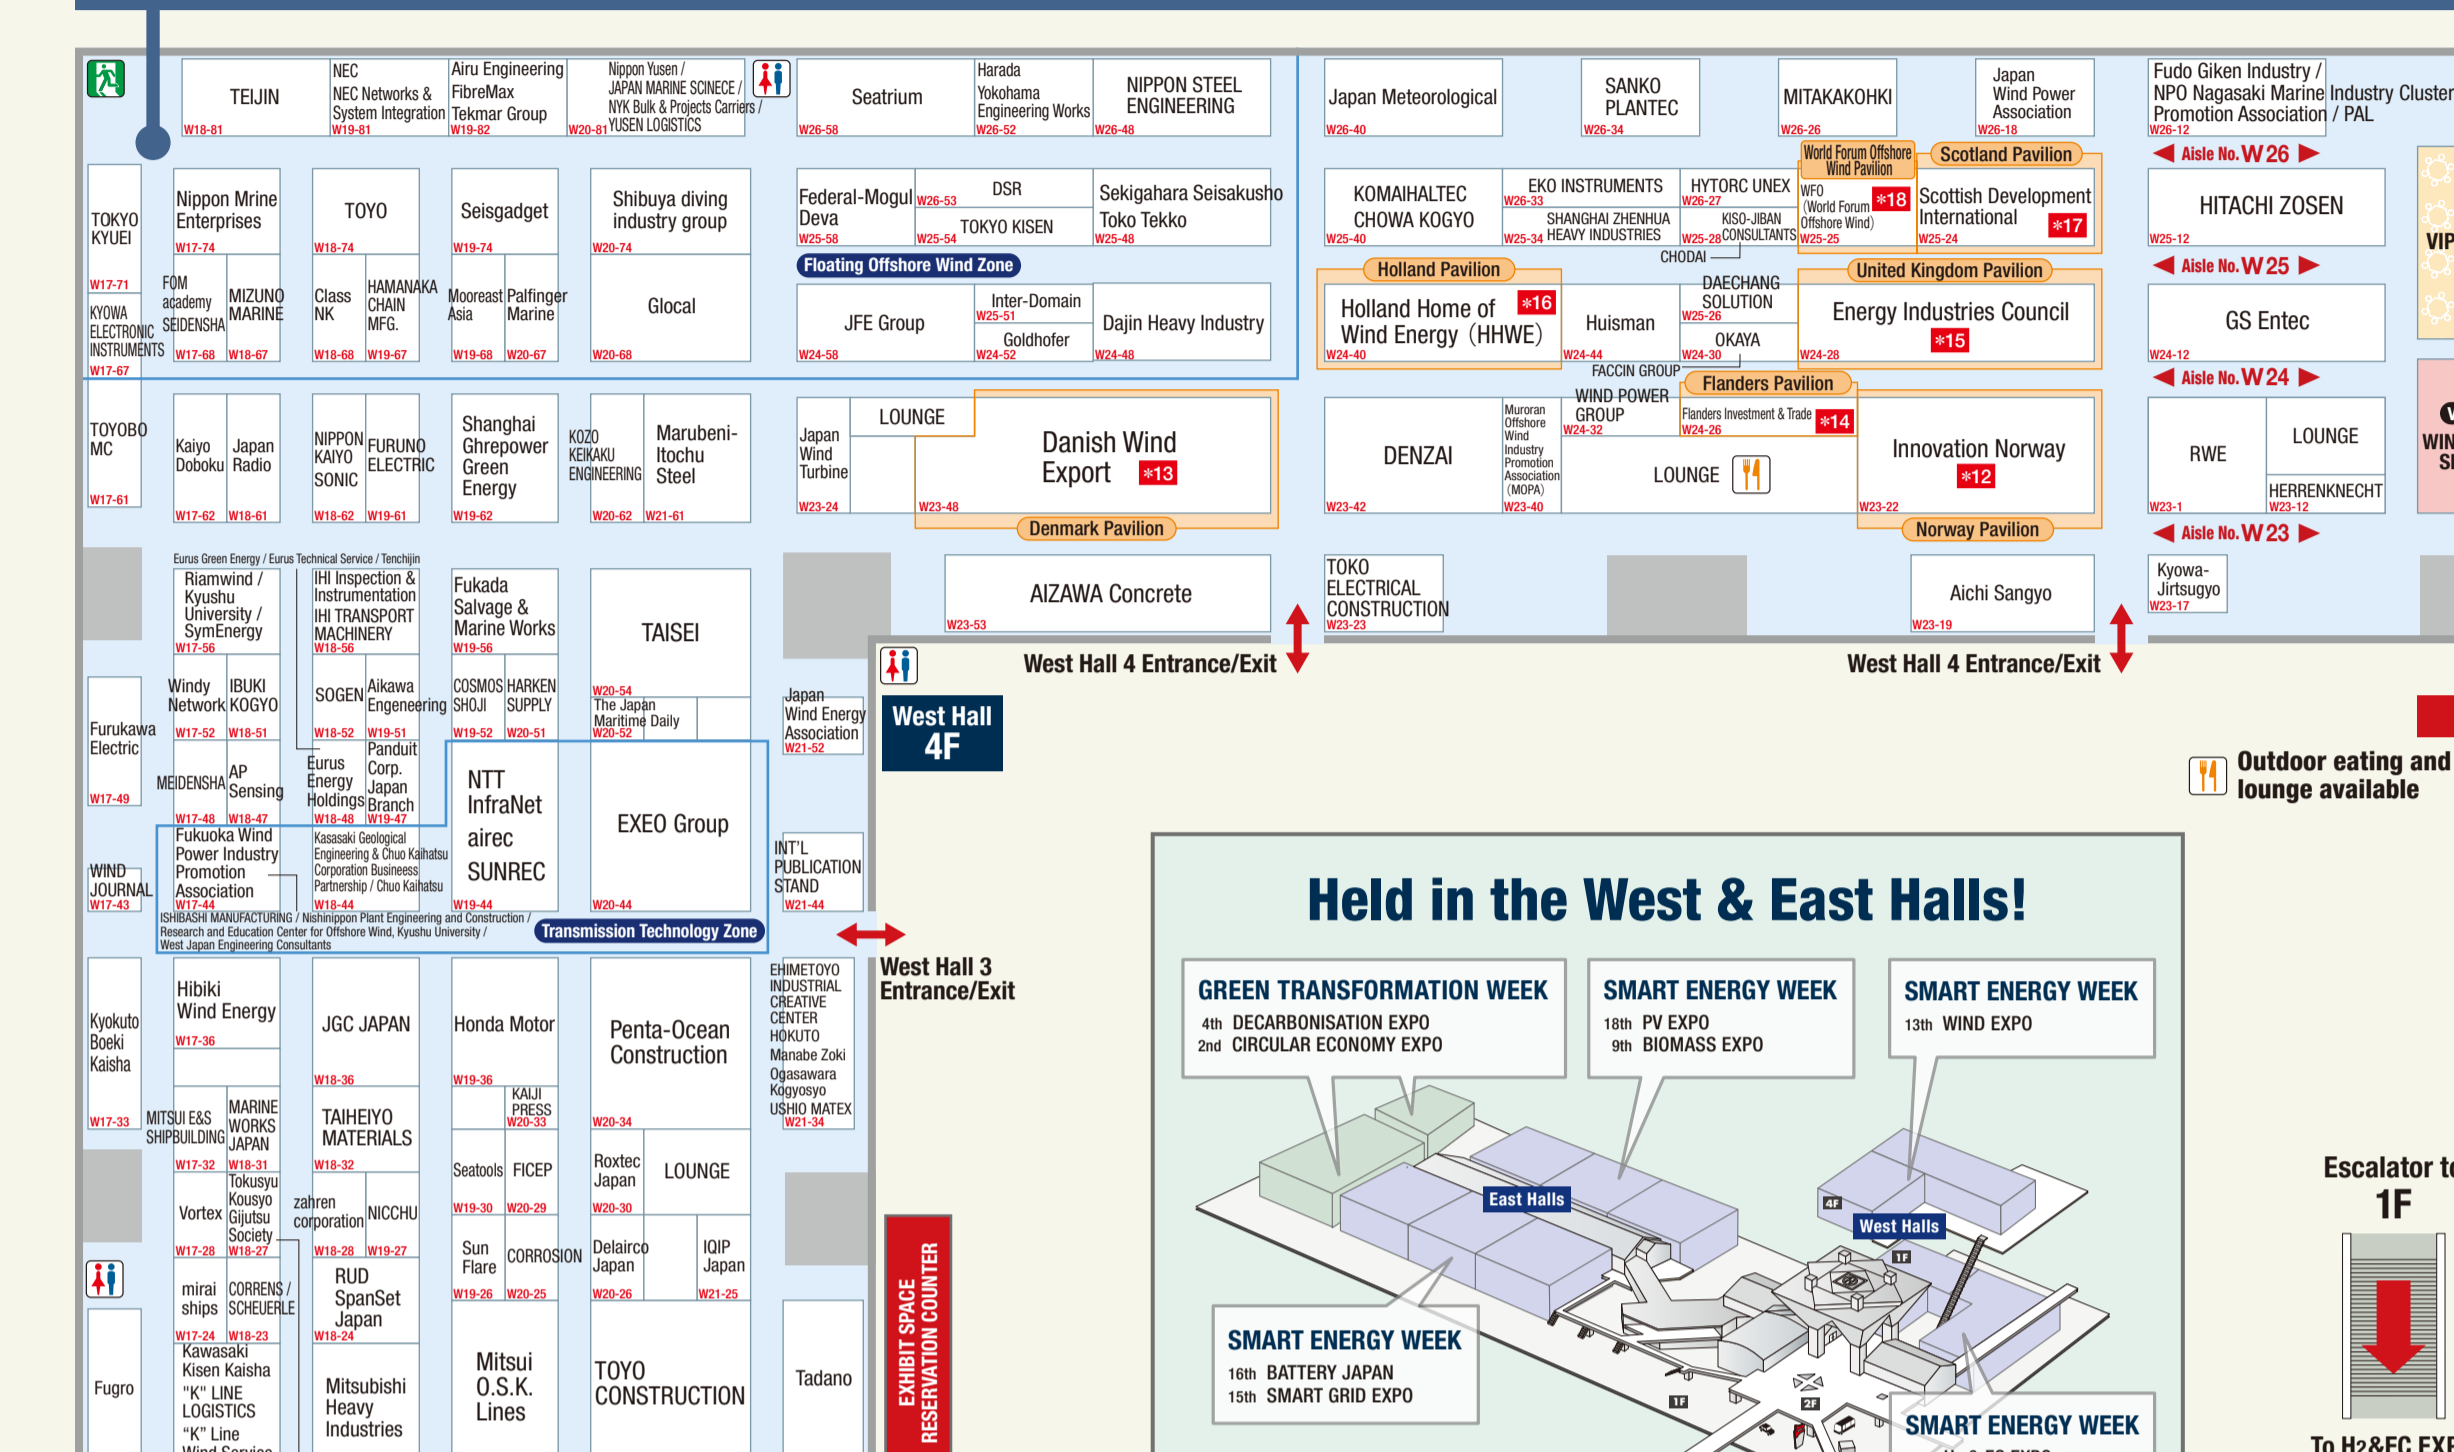 TEIJIN
W18-81
NEC
NEC Networks &
System Integration
W19-81
Airu Engineering
FibreMax
Tekmar Group
W19-82
Nippon Yusen /
JAPAN MARINE SCINECE /
NYK Bulk & Projects Carriers /
YUSEN LOGISTICS
W20-81
Seatrium
W26-58
Harada
Yokohama
Engineering Works
W26-52
NIPPON STEEL
ENGINEERING
W26-48
Japan Meteorological
W26-40
SANKO
PLANTEC
W26-34
MITAKAKOHKI
W26-26
Japan
Wind Power
Association
W26-18
Fudo Giken Industry /
NPO Nagasaki Marine Industry Cluster
Promotion Association / PAL
W26-12
Aisle No. W26
TOKYO
KYUEI
W17-71
Nippon Mrine
Enterprises
W17-74
TOYO
W18-74
Seisgadget
W19-74
Shibuya diving
industry group
W20-74
Federal-Mogul
Deva
W25-58
DSR
W26-53
TOKYO KISEN
W25-54
Sekigahara Seisakusho
Toko Tekko
W25-48
KOMAIHALTEC
CHOWA KOGYO
W25-40
EKO INSTRUMENTS
W26-33
SHANGHAI ZHENHUA
HEAVY INDUSTRIES
W25-34
HYTORC UNEX
W26-27
KISO-JIBAN
CONSULTANTS
W25-28
CHODAI
World Forum Offshore
Wind Pavilion
WFO
(World Forum
Offshore Wind)
*18
W25-25
Scotland Pavilion
Scottish Development
International
*17
W25-24
HITACHI ZOSEN
W25-12
VIP
Aisle No. W25
KYOWA
ELECTRONIC
INSTRUMENTS
W17-67
FOM
academy
SEIDENSHA
W17-68
MIZUNO
MARINE
W18-67
Class
NK
W18-68
HAMANAKA
CHAIN
MFG.
W19-67
Mooreast
Asia
W19-68
Palfinger
Marine
W20-67
Glocal
W20-68
Floating Offshore Wind Zone
JFE Group
W24-58
Inter-Domain
W25-51
Goldhofer
W24-52
Dajin Heavy Industry
W24-48
Holland Pavilion
Holland Home of
Wind Energy (HHWE)
*16
W24-40
Huisman
W24-44
DAECHANG
SOLUTION
W25-26
OKAYA
W24-30
FACCIN GROUP
United Kingdom Pavilion
Energy Industries Council
*15
W24-28
GS Entec
W24-12
Aisle No. W24
TOYOBO
MC
W17-61
Kaiyo
Doboku
W17-62
Japan
Radio
W18-61
NIPPON
KAIYO
SONIC
W18-62
FURUNO
ELECTRIC
W19-61
Shanghai
Ghrepower
Green
Energy
W19-62
KOZO
KEIKAKU
ENGINEERING
W20-62
Marubeni-
Itochu
Steel
W21-61
Japan
Wind
Turbine
W23-24
LOUNGE
Danish Wind
Export
*13
W23-48
Denmark Pavilion
DENZAI
W23-42
Muroran
Offshore
Wind
Industry
Promotion
Association
(MOPA)
W23-40
WIND POWER
GROUP
W24-32
Flanders Pavilion
Flanders Investment & Trade
*14
W24-26
LOUNGE
Innovation Norway
*12
W23-22
Norway Pavilion
RWE
W23-1
LOUNGE
HERRENKNECHT
W23-12
Aisle No. W23
Eurus Green Energy / Eurus Technical Service / Tenchijin
Riamwind /
Kyushu
University /
SymEnergy
W17-56
IHI Inspection &
Instrumentation
IHI TRANSPORT
MACHINERY
W18-56
Fukada
Salvage &
Marine Works
W19-56
TAISEI
W20-54
AIZAWA Concrete
W23-53
TOKO
ELECTRICAL
CONSTRUCTION
W23-23
Aichi Sangyo
W23-19
Kyowa-
Jirtsugyo
W23-17
West Hall 4 Entrance/Exit
West Hall 4 Entrance/Exit
Furukawa
Electric
W17-49
Windy
Network
W17-52
IBUKI
KOGYO
W18-51
SOGEN
W18-52
Aikawa
Engeneering
W19-51
COSMOS
SHOJI
W19-52
HARKEN
SUPPLY
W20-51
The Japan
Maritime Daily
W20-52
Japan
Wind Energy
Association
W21-52
West Hall
4F
Outdoor eating and
lounge available
MEIDENSHA
W17-48
AP
Sensing
W18-47
Eurus
Energy
Holdings
W18-48
Panduit
Corp.
Japan
Branch
W19-47
NTT
InfraNet
airec
SUNREC
W19-44
EXEO Group
W20-44
WIND
JOURNAL
W17-43
Fukuoka Wind
Power Industry
Promotion
Association
W17-44
Kasasaki Geological
Engineering & Chuo Kaihatsu
Corporation Busineess
Partnership / Chuo Kaihatsu
W18-44
INT'L
PUBLICATION
STAND
W21-44
ISHIBASHI MANUFACTURING / Nishinippon Plant Engineering and Construction /
Research and Education Center for Offshore Wind, Kyushu University /
West Japan Engineering Consultants
Transmission Technology Zone
West Hall 3
Entrance/Exit
Kyokuto
Boeki
Kaisha
W17-33
Hibiki
Wind Energy
W17-36
JGC JAPAN
W18-36
Honda Motor
W19-36
Penta-Ocean
Construction
W20-34
EHIMETOYO
INDUSTRIAL
CREATIVE
CENTER
HOKUTO
Manabe Zoki
Ogasawara
Kogyosyo
USHIO MATEX
W21-34
MITSUI E&S
SHIPBUILDING
W17-32
MARINE
WORKS
JAPAN
W18-31
TAIHEIYO
MATERIALS
W18-32
KAIJI
PRESS
W20-33
Seatools
W19-30
FICEP
W20-29
Roxtec
Japan
W20-30
LOUNGE
Vortex
W17-28
Tokusyu
Kousyo
Gijutsu
Society
W18-27
zahren
corporation
W18-28
NICCHU
W19-27
Sun
Flare
W19-26
CORROSION
W20-25
Delairco
Japan
W20-26
IQIP
Japan
W21-25
mirai
ships
W17-24
CORRENS /
SCHEUERLE
W18-23
RUD
SpanSet
Japan
W18-24
Fugro
Kawasaki
Kisen Kaisha
"K" LINE
LOGISTICS
"K" Line
Wind Service
Mitsubishi
Heavy
Industries
Mitsui
O.S.K.
Lines
TOYO
CONSTRUCTION
Tadano
EXHIBIT SPACE
RESERVATION COUNTER
Held in the West & East Halls!
GREEN TRANSFORMATION WEEK
4th DECARBONISATION EXPO
2nd CIRCULAR ECONOMY EXPO
SMART ENERGY WEEK
18th PV EXPO
9th BIOMASS EXPO
SMART ENERGY WEEK
13th WIND EXPO
East Halls
4F
West Halls
1F
SMART ENERGY WEEK
16th BATTERY JAPAN
15th SMART GRID EXPO
1F
2F
SMART ENERGY WEEK
Escalator to
1F